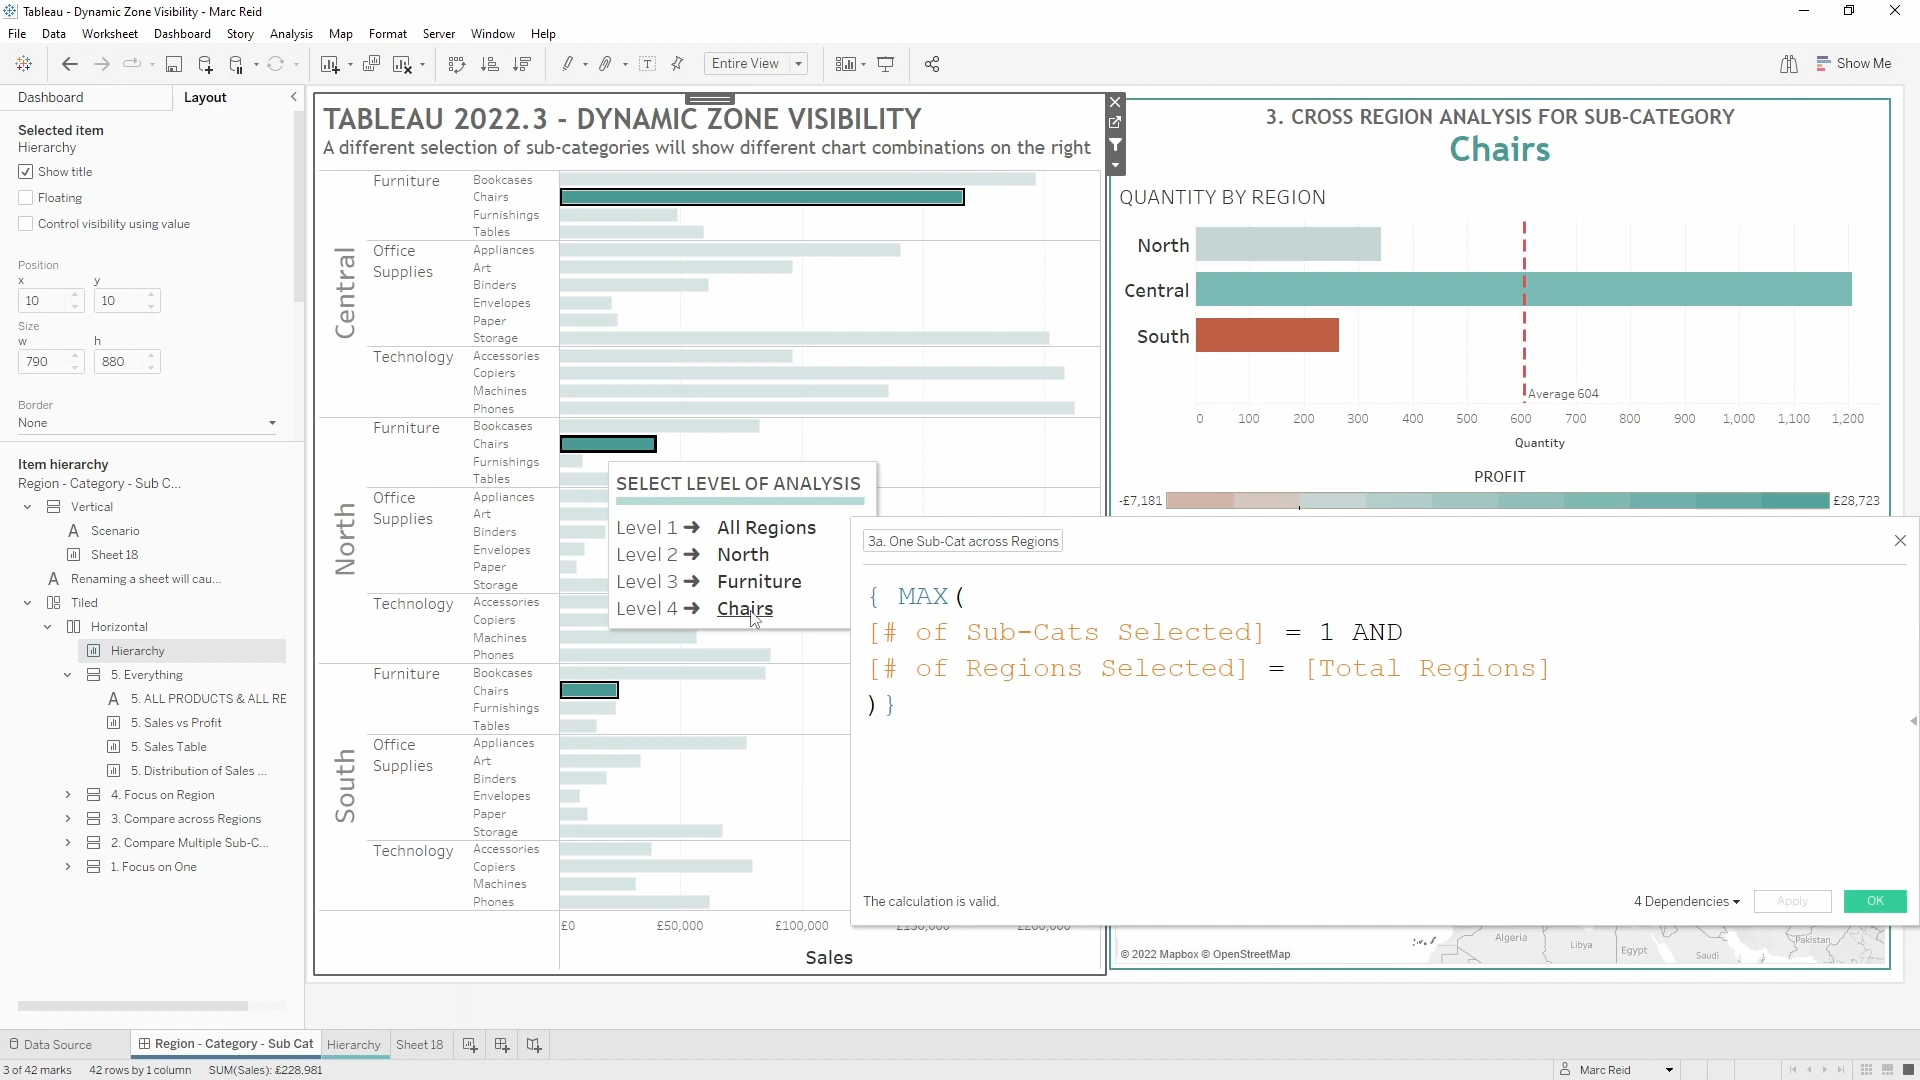 Tableau - Dynamic Zone Visibility - Marc Reid
File Data Worksheet Dashboard Story Analysis Map Format Server Window Help
Entire View
Show Me
Dashboard
Layout
Selected item
Hierarchy
Show title
Floating
Control visibility using value
Position
x y
10 10
Size
w h
790 880
Border
None
Item hierarchy
Region - Category - Sub C...
Vertical
Scenario
Sheet 18
Renaming a sheet will cau...
Tiled
Horizontal
Hierarchy
5. Everything
5. ALL PRODUCTS & ALL RE
5. Sales vs Profit
5. Sales Table
5. Distribution of Sales ...
4. Focus on Region
3. Compare across Regions
2. Compare Multiple Sub-C...
1. Focus on One
TABLEAU 2022.3 - DYNAMIC ZONE VISIBILITY
A different selection of sub-categories will show different chart combinations on the right
Central
Furniture
Bookcases
Chairs
Furnishings
Tables
Office
Supplies
Appliances
Art
Binders
Envelopes
Paper
Storage
Technology
Accessories
Copiers
Machines
Phones
North
Furniture
Bookcases
Chairs
Furnishings
Tables
Office
Supplies
Appliances
Art
Binders
Envelopes
Paper
Storage
Technology
Accessories
Copiers
Machines
Phones
South
Furniture
Bookcases
Chairs
Furnishings
Tables
Office
Supplies
Appliances
Art
Binders
Envelopes
Paper
Storage
Technology
Accessories
Copiers
Machines
Phones
£0 £50,000 £100,000 £150,000 £200,000
Sales
SELECT LEVEL OF ANALYSIS
Level 1 ➔ All Regions
Level 2 ➔ North
Level 3 ➔ Furniture
Level 4 ➔ Chairs
3. CROSS REGION ANALYSIS FOR SUB-CATEGORY
Chairs
QUANTITY BY REGION
North
Central
South
Average 604
0 100 200 300 400 500 600 700 800 900 1,000 1,100 1,200
Quantity
PROFIT
-£7,181 £28,723
3a. One Sub-Cat across Regions
{ MAX(
[# of Sub-Cats Selected] = 1 AND
[# of Regions Selected] = [Total Regions]
)}
The calculation is valid.
4 Dependencies
Apply
OK
© 2022 Mapbox © OpenStreetMap
Algeria
Libya
Egypt
Saudi
Pakistan
Data Source
Region - Category - Sub Cat
Hierarchy
Sheet 18
3 of 42 marks 42 rows by 1 column SUM(Sales): £228,981
Marc Reid